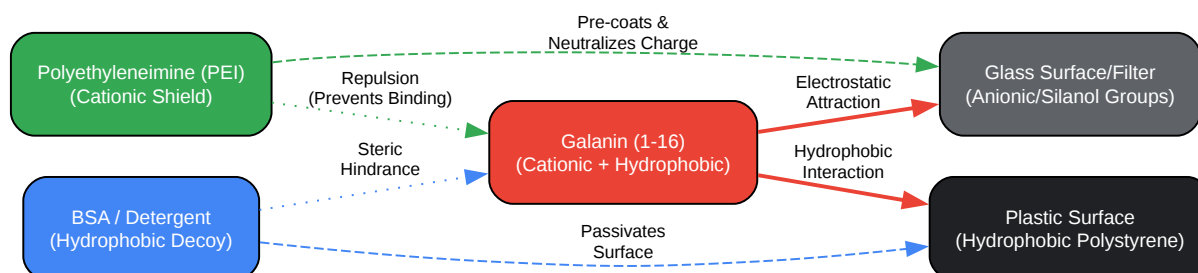 Pre-coats &
Neutralizes Charge
Polyethyleneimine (PEI)
(Cationic Shield)
Glass Surface/Filter
(Anionic/Silanol Groups)
Repulsion
(Prevents Binding)
Electrostatic
Attraction
Galanin (1-16)
(Cationic + Hydrophobic)
Steric
Hindrance
Hydrophobic
Interaction
BSA / Detergent
(Hydrophobic Decoy)
Plastic Surface
(Hydrophobic Polystyrene)
Passivates
Surface